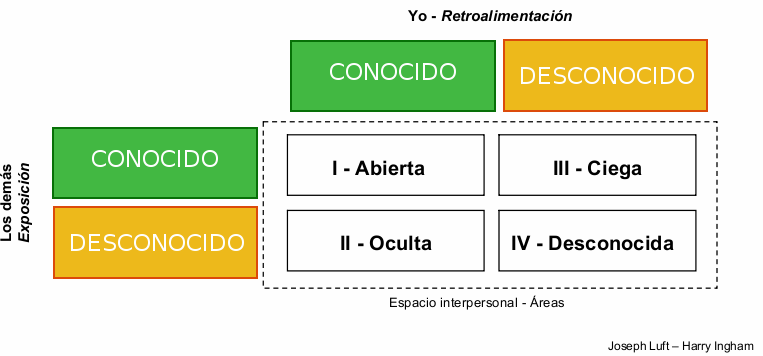 Yo - Retroalimentación
CONOCIDO
DESCONOCIDO
Los demás
Exposición
CONOCIDO
I - Abierta
III - Ciega
DESCONOCIDO
II - Oculta
IV - Desconocida
Espacio interpersonal - Áreas
Joseph Luft – Harry Ingham